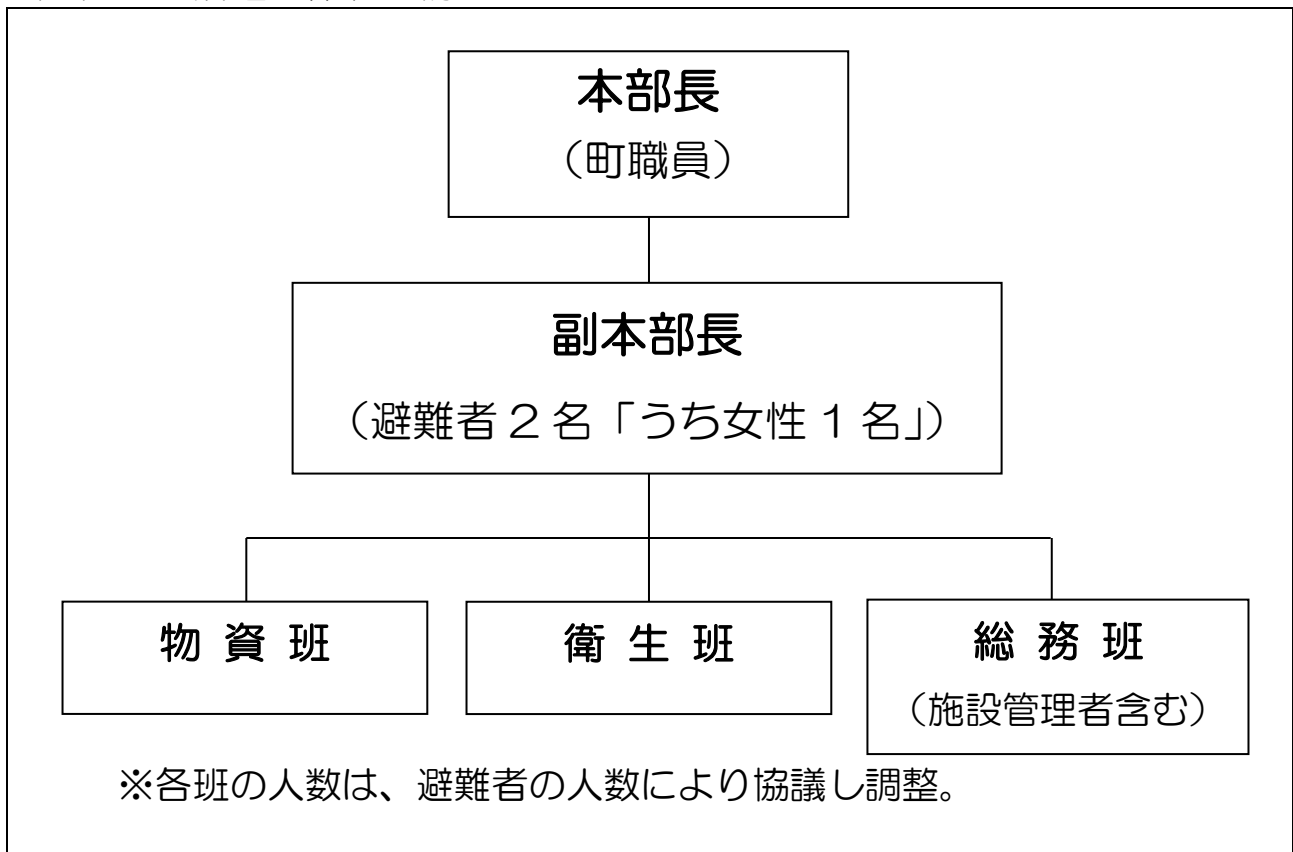 本部長
（町職員）
副本部長
（避難者２名「うち女性１名」）
物 資 班
衛 生 班
総 務 班
（施設管理者含む）
※各班の人数は、避難者の人数により協議し調整。